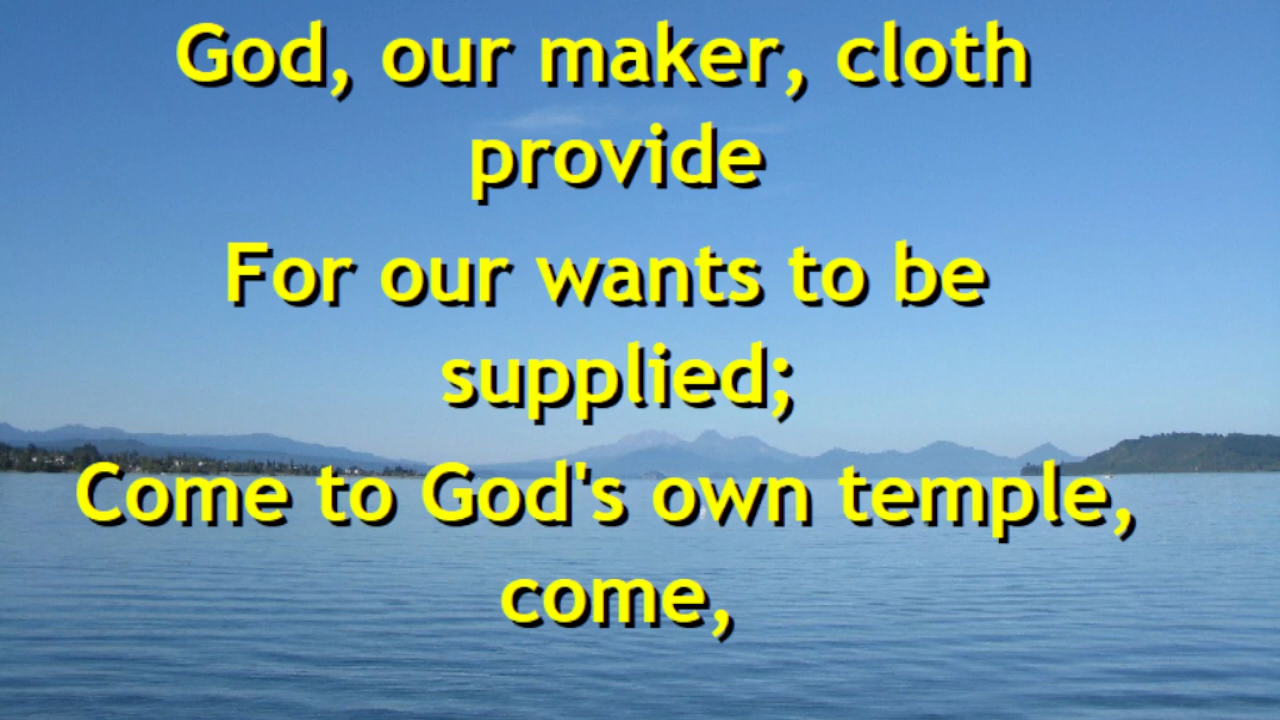 God, our maker, cloth
provide
For our wants to be
supplied;
Come to God's own temple,
come,